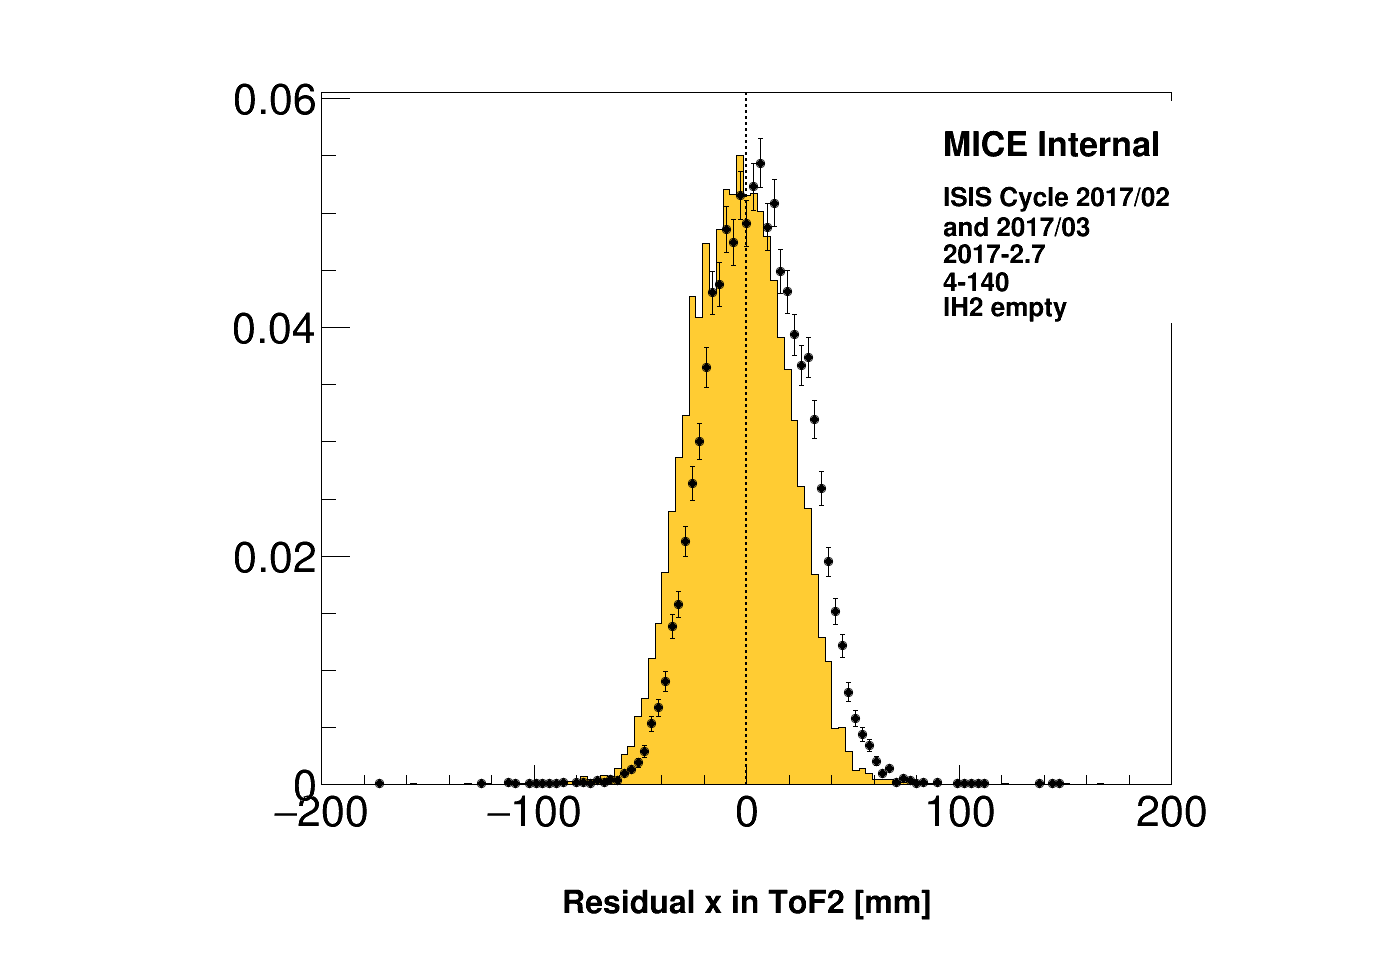 0.06
MICE Internal
ISIS Cycle 2017/02
and 2017/03
2017-2.7
4-140
IH2 empty
0.04
0.02
0
−200 −100 0 100 200
Residual x in ToF2 [mm]